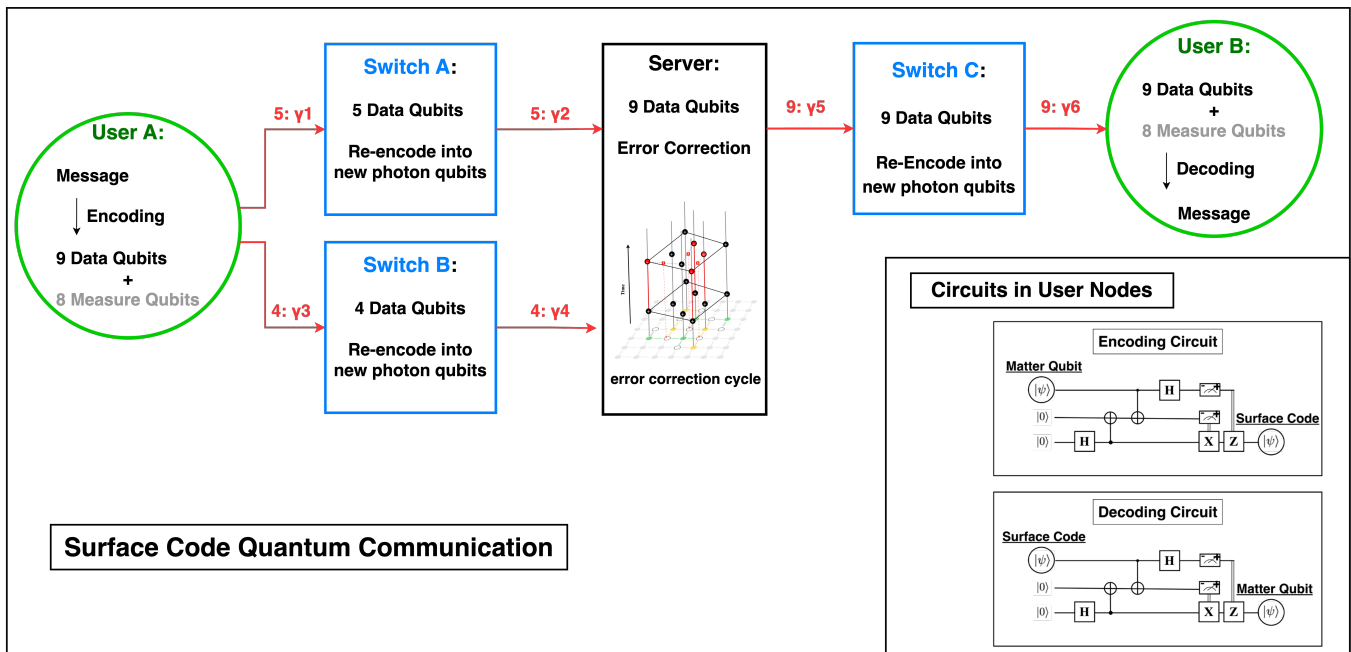 User A:
Message
Encoding
9 Data Qubits
+
8 Measure Qubits
5: γ1
4: γ3
Switch A:
5 Data Qubits
Re-encode into
new photon qubits
Switch B:
4 Data Qubits
Re-encode into
new photon qubits
5: γ2
4: γ4
Server:
9 Data Qubits
Error Correction
Time
error correction cycle
9: γ5
Switch C:
9 Data Qubits
Re-Encode into
new photon qubits
9: γ6
User B:
9 Data Qubits
+
8 Measure Qubits
Decoding
Message
Surface Code Quantum Communication
Circuits in User Nodes
Encoding Circuit
Matter Qubit
|ψ⟩ H - +
|0⟩ - + Surface Code
|0⟩ H X Z |ψ⟩
Decoding Circuit
Surface Code
|ψ⟩ H - +
|0⟩ - + Matter Qubit
|0⟩ H X Z |ψ⟩